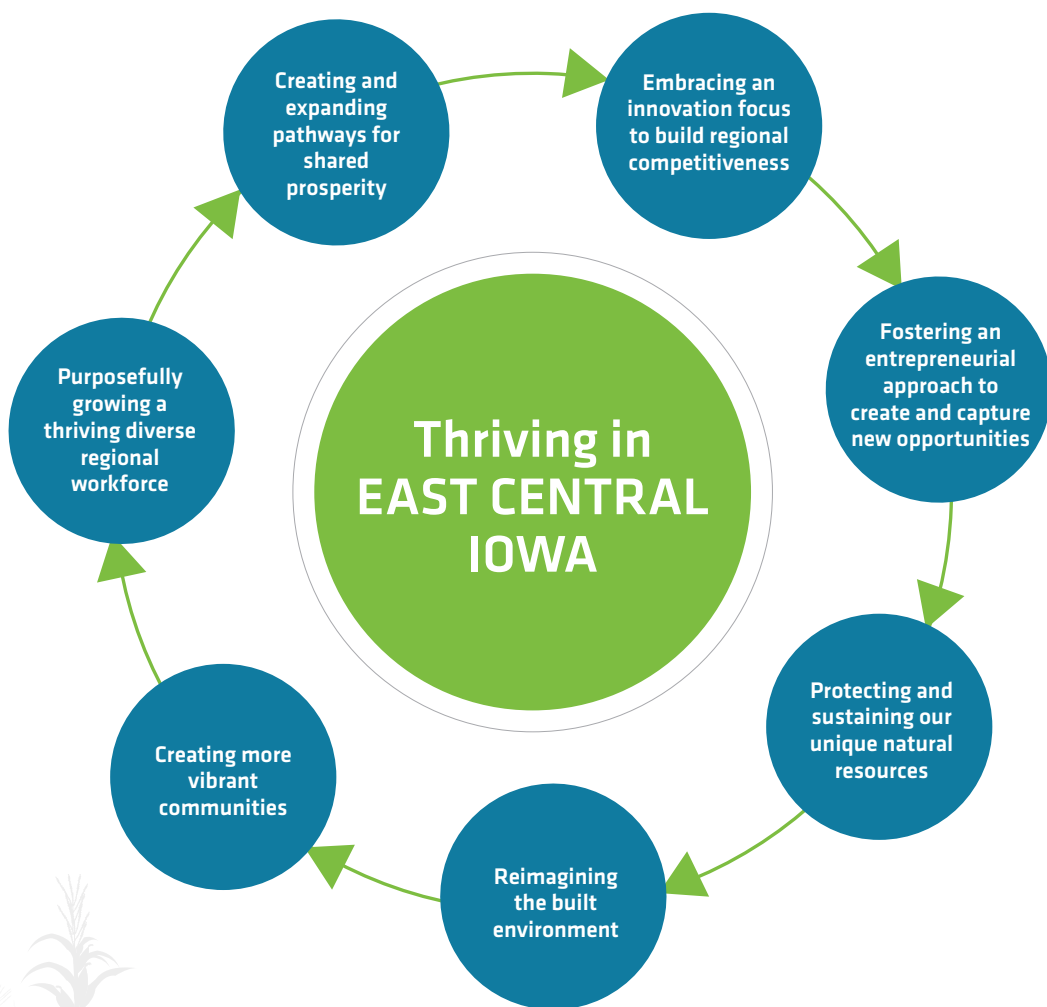 Creating and
expanding
pathways for
shared
prosperity
Embracing an
innovation focus
to build regional
competitiveness
Fostering an
entrepreneurial
approach to
create and capture
new opportunities
Protecting and
sustaining our
unique natural
resources
Reimagining
the built
environment
Creating more
vibrant
communities
Purposefully
growing a
thriving diverse
regional
workforce
Thriving in
EAST CENTRAL
IOWA